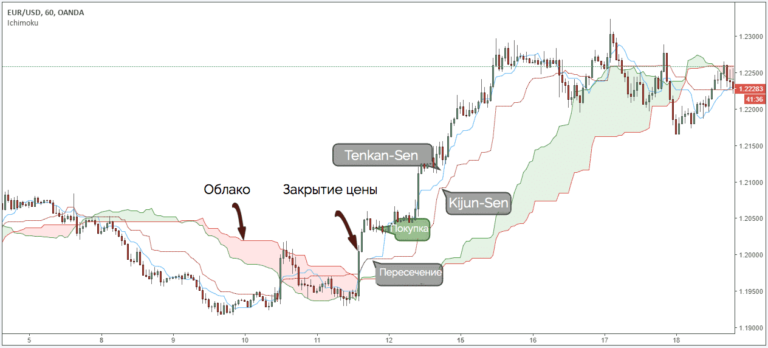 EUR/USD, 60, OANDA
Ichimoku
1.23000
1.22500
1.22283
41:36
1.21500
1.21000
1.20500
1.20000
1.19500
1.19000
Tenkan-Sen
Облако
Закрытие цены
Kijun-Sen
Покупка
Пересечение
5
6
7
8
9
10
11
12
15
16
17
18